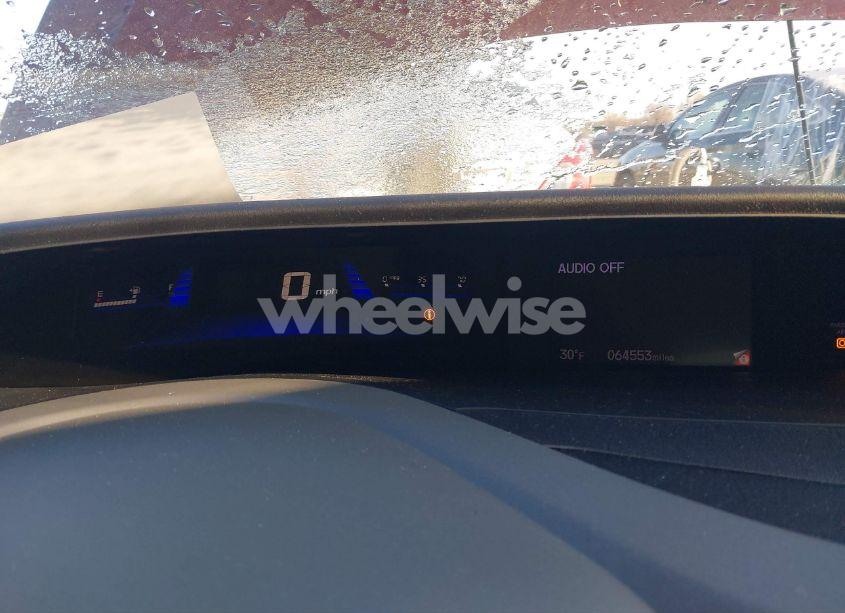 AUDIO OFF
E
F
0 mph
wheelwise
30°F 064553 miles